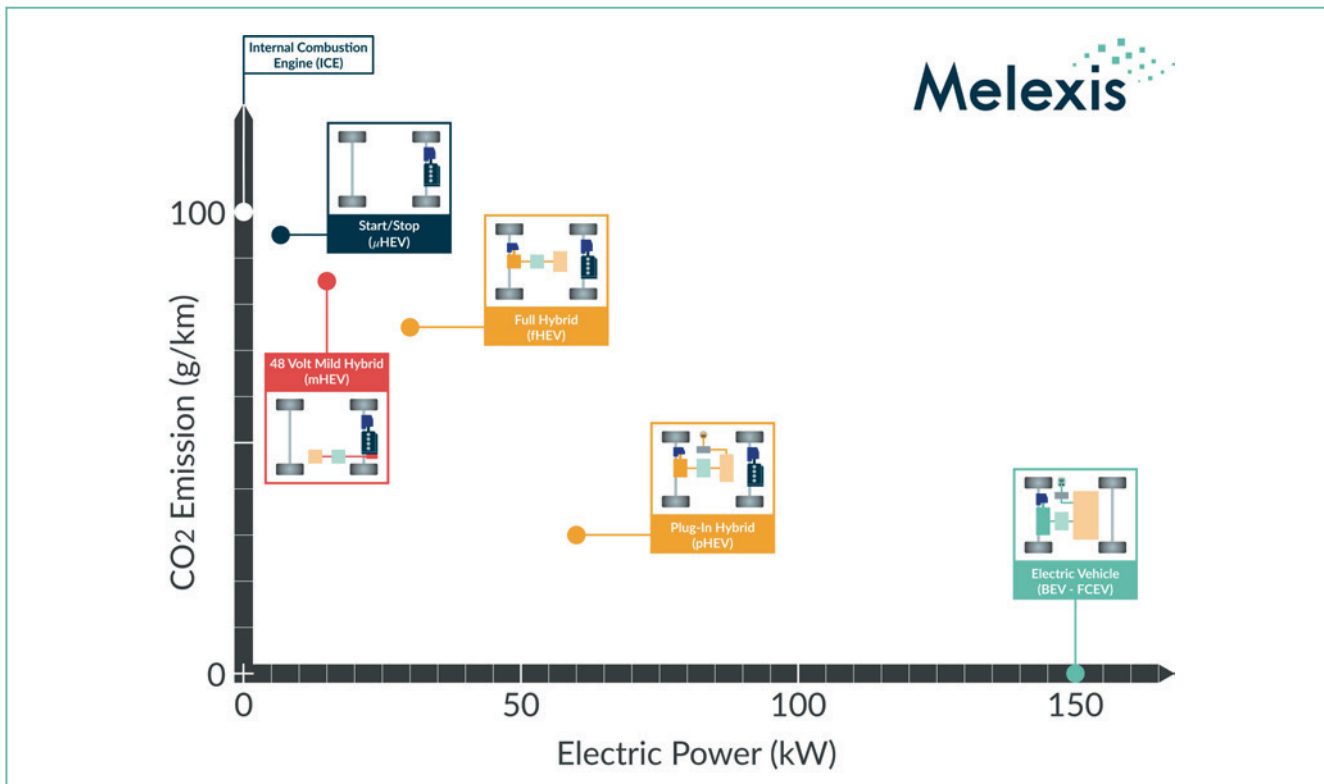 Internal Combustion
Engine (ICE)
Melexis
100
Start/Stop
(μHEV)
Full Hybrid
(fHEV)
48 Volt Mild Hybrid
(mHEV)
CO2 Emission (g/km)
Plug-In Hybrid
(pHEV)
Electric Vehicle
(BEV - FCEV)
0
0
50
100
150
Electric Power (kW)